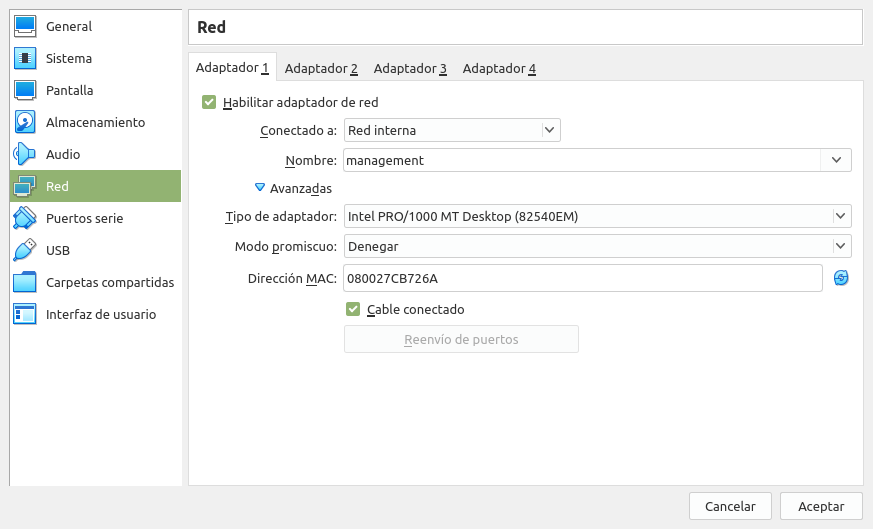 General
Sistema
Pantalla
Almacenamiento
Audio
Red
Puertos serie
USB
Carpetas compartidas
Interfaz de usuario
Red
Adaptador 1 Adaptador 2 Adaptador 3 Adaptador 4
Habilitar adaptador de red
Conectado a: Red interna
Nombre: management
Avanzadas
Tipo de adaptador: Intel PRO/1000 MT Desktop (82540EM)
Modo promiscuo: Denegar
Dirección MAC: 080027CB726A
Cable conectado
Reenvío de puertos
Cancelar Aceptar